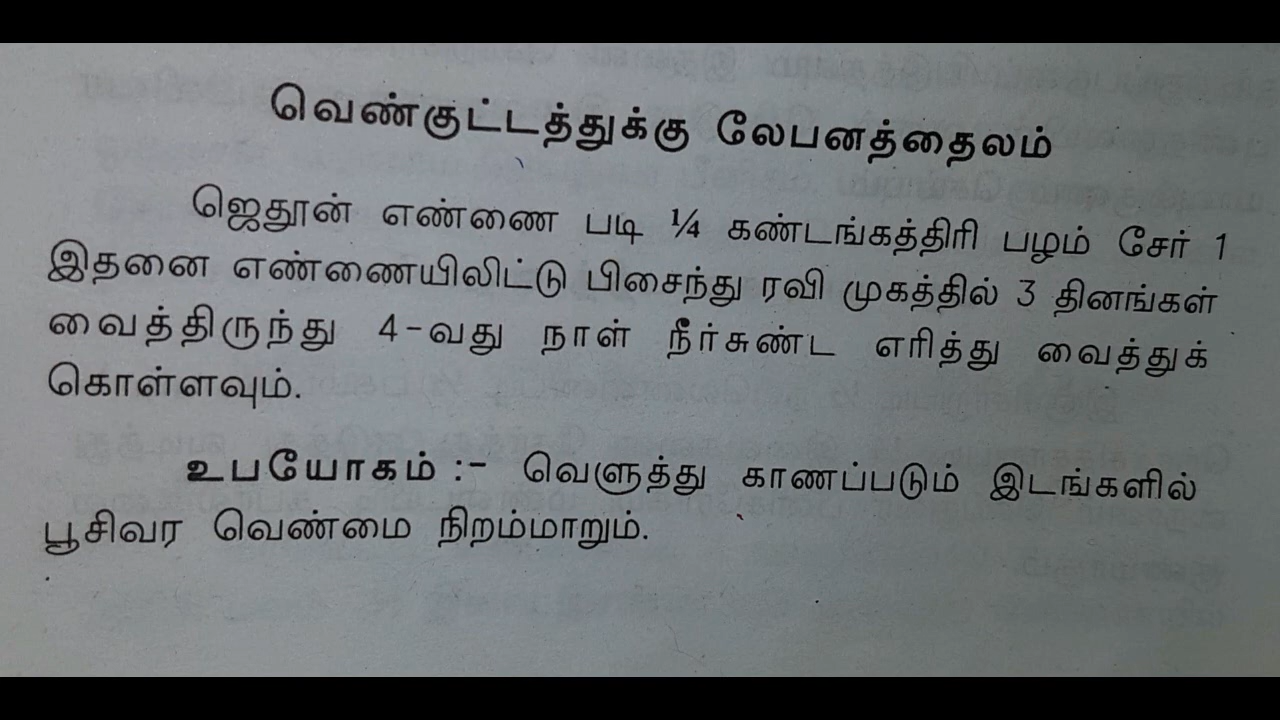 வெண்குட்டத்துக்கு லேபனத்தைலம்
ஜெதூன் எண்ணை படி ¼ கண்டங்கத்திரி பழம் சேர் 1
இதனை எண்ணையிலிட்டு பிசைந்து ரவி முகத்தில் 3 தினங்கள்
வைத்திருந்து 4-வது நாள் நீர்சுண்ட எரித்து வைத்துக்
கொள்ளவும்.
உபயோகம் :- வெளுத்து காணப்படும் இடங்களில்
பூசிவர வெண்மை நிறம்மாறும்.